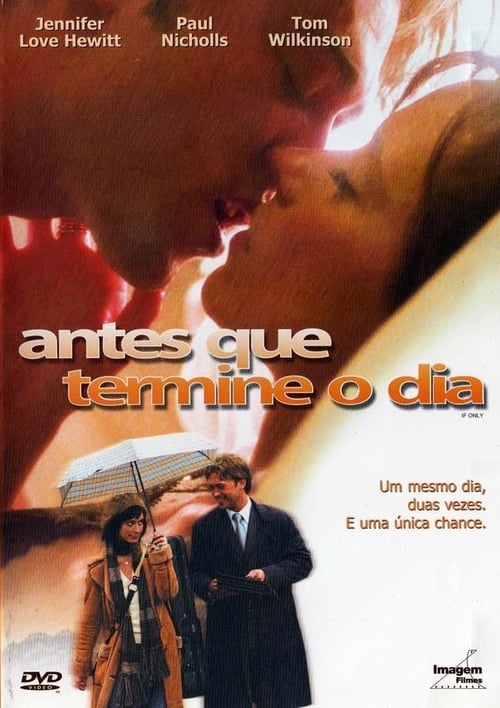 Jennifer Love Hewitt
Paul Nicholls
Tom Wilkinson
antes que
termine o dia
IF ONLY
Um mesmo dia,
duas vezes.
E uma única chance.
DVD
VIDEO
Imagem
Filmes